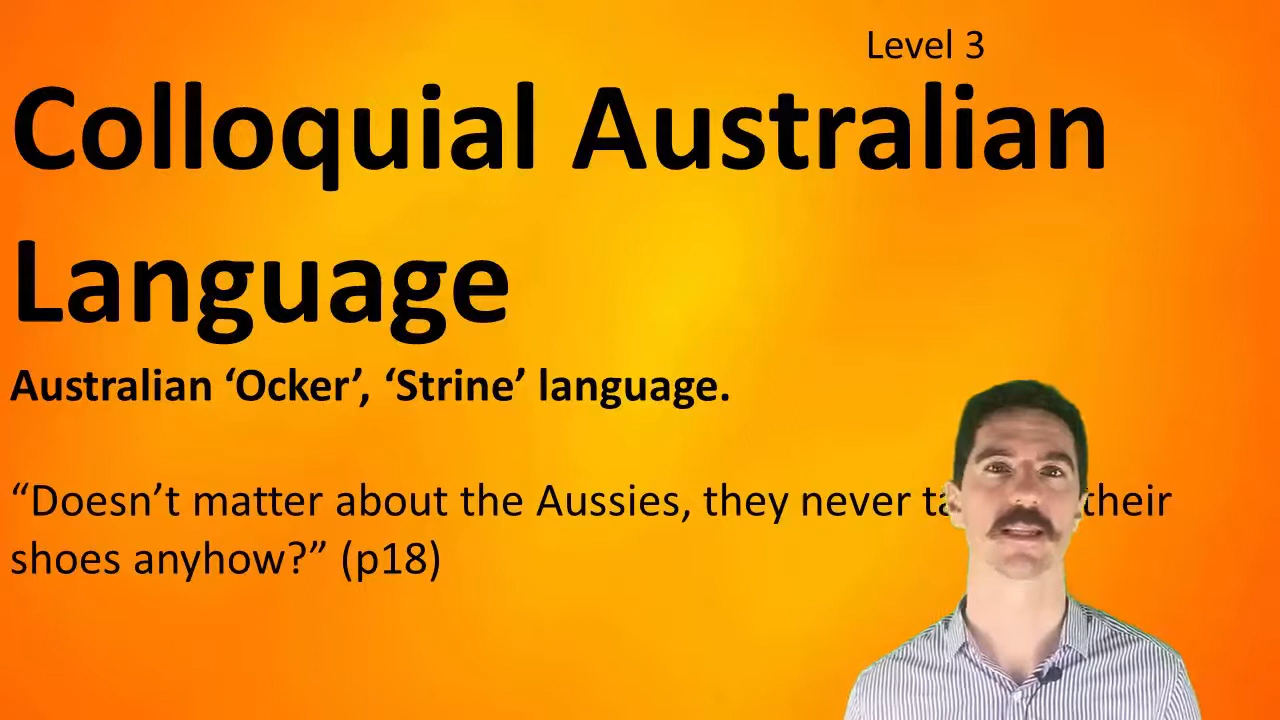 Level 3
Colloquial Australian
Language
Australian ‘Ocker’, ‘Strine’ language.
“Doesn’t matter about the Aussies, they never their
shoes anyhow?” (p18)